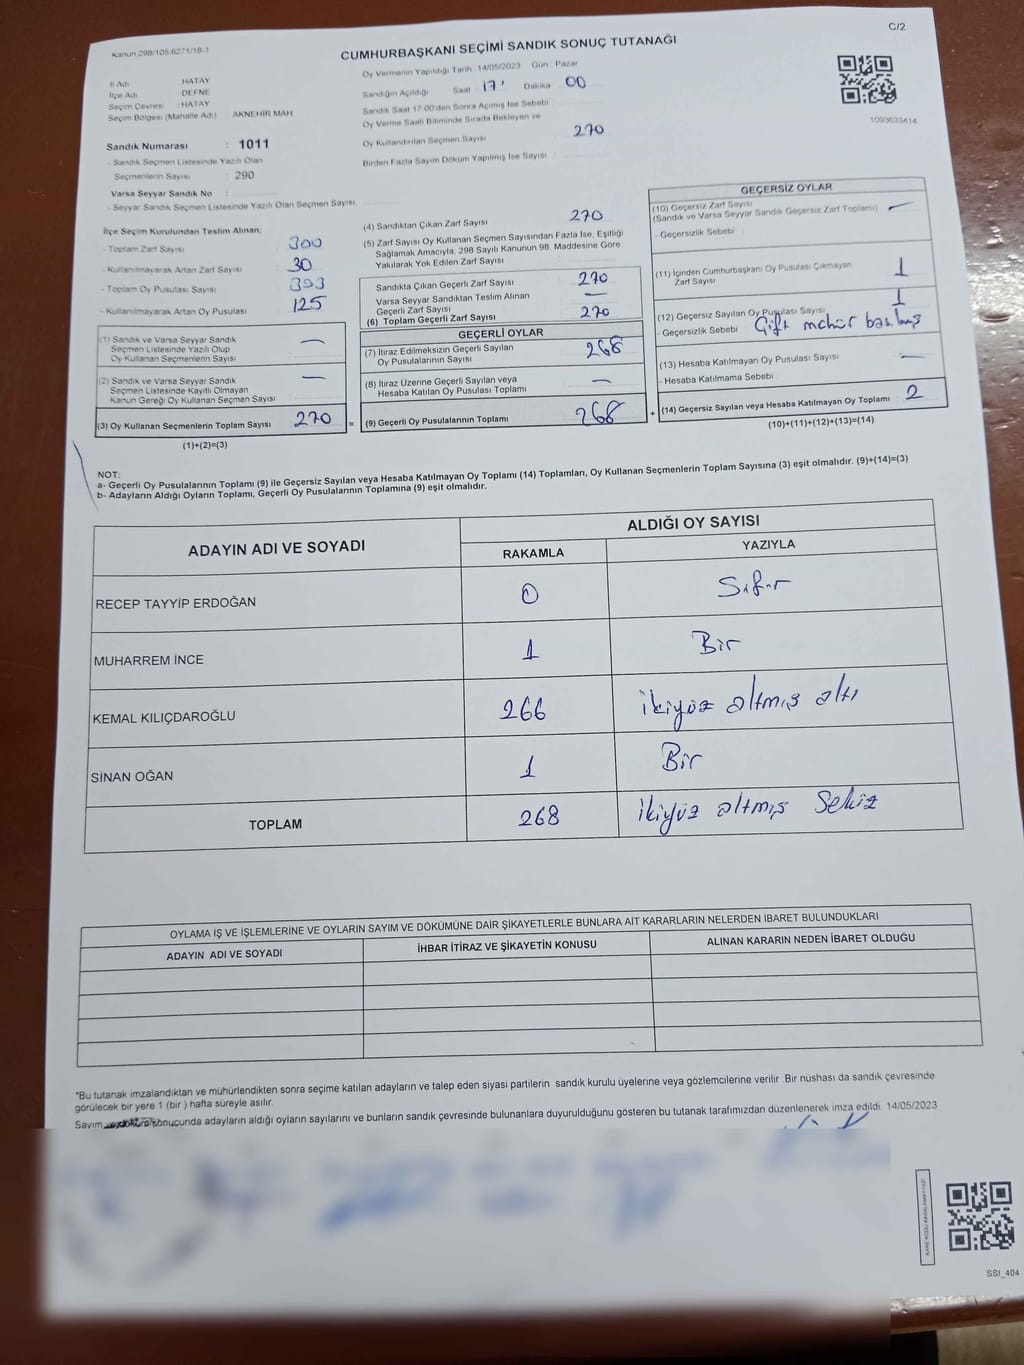 C/2
Kanun:298/105,6271/18-1
CUMHURBAŞKANI SEÇİMİ SANDIK SONUÇ TUTANAĞI
İl Adı : HATAY
İlçe Adı : DEFNE
Seçim Çevresi : HATAY
Seçim Bölgesi (Mahalle Adı) AKNEHİR MAH.
Oy Vermenin Yapıldığı Tarih 14/05/2023 Gün Pazar
Sandığın Açıldığı Saat 17 Dakika 00
Sandık Saat 17.00'den Sonra Açılmış İse Sebebi
Oy Verme Saati Bitiminde Sırada Bekleyen ve
Oy Kullandırılan Seçmen Sayısı 270
Birden Fazla Sayım Döküm Yapılmış İse Sayısı
1093633414
Sandık Numarası : 1011
- Sandık Seçmen Listesinde Yazılı Olan
Seçmenlerin Sayısı : 290
Varsa Seyyar Sandık No :
- Seyyar Sandık Seçmen Listesinde Yazılı Olan Seçmen Sayısı
İlçe Seçim Kurulundan Teslim Alınan;
- Toplam Zarf Sayısı 300
- Kullanılmayarak Artan Zarf Sayısı 30
- Toplam Oy Pusulası Sayısı 393
- Kullanılmayarak Artan Oy Pusulası 125
(1) Sandık ve Varsa Seyyar Sandık
Seçmen Listesinde Yazılı Olup
Oy Kullanan Seçmenlerin Sayısı —
(2) Sandık ve Varsa Seyyar Sandık
Seçmen Listesinde Kayıtlı Olmayan
Kanun Gereği Oy Kullanan Seçmen Sayısı —
(3) Oy Kullanan Seçmenlerin Toplam Sayısı 270
(1)+(2)=(3)
(4) Sandıktan Çıkan Zarf Sayısı 270
(5) Zarf Sayısı Oy Kullanan Seçmen Sayısından Fazla İse, Eşitliği
Sağlamak Amacıyla, 298 Sayılı Kanunun 98. Maddesine Göre
Yakılarak Yok Edilen Zarf Sayısı
Sandıkta Çıkan Geçerli Zarf Sayısı 270
Varsa Seyyar Sandıktan Teslim Alınan
Geçerli Zarf Sayısı —
(6) Toplam Geçerli Zarf Sayısı 270
GEÇERLİ OYLAR
(7) İtiraz Edilmeksizin Geçerli Sayılan
Oy Pusulalarının Sayısı 268
(8) İtiraz Üzerine Geçerli Sayılan veya
Hesaba Katılan Oy Pusulası Toplamı —
= (9) Geçerli Oy Pusulalarının Toplamı 268
GEÇERSİZ OYLAR
(10) Geçersiz Zarf Sayısı
(Sandık ve Varsa Seyyar Sandık Geçersiz Zarf Toplamı) —
- Geçersizlik Sebebi :
(11) İçinden Cumhurbaşkanı Oy Pusulası Çıkmayan
Zarf Sayısı 1
(12) Geçersiz Sayılan Oy Pusulası Sayısı 1
- Geçersizlik Sebebi Çift mühür basılmış
(13) Hesaba Katılmayan Oy Pusulası Sayısı —
- Hesaba Katılmama Sebebi
+ (14) Geçersiz Sayılan veya Hesaba Katılmayan Oy Toplamı 2
(10)+(11)+(12)+(13)=(14)
NOT:
a- Geçerli Oy Pusulalarının Toplamı (9) ile Geçersiz Sayılan veya Hesaba Katılmayan Oy Toplamı (14) Toplamları, Oy Kullanan Seçmenlerin Toplam Sayısına (3) eşit olmalıdır. (9)+(14)=(3)
b- Adayların Aldığı Oyların Toplamı, Geçerli Oy Pusulalarının Toplamına (9) eşit olmalıdır.
ADAYIN ADI VE SOYADI
ALDIĞI OY SAYISI
RAKAMLA YAZIYLA
RECEP TAYYİP ERDOĞAN 0 Sıfır
MUHARREM İNCE 1 Bir
KEMAL KILIÇDAROĞLU 266 ikiyüz altmış altı
SİNAN OĞAN 1 Bir
TOPLAM 268 ikiyüz altmış sekiz
OYLAMA İŞ VE İŞLEMLERİNE VE OYLARIN SAYIM VE DÖKÜMÜNE DAİR ŞİKAYETLERLE BUNLARA AİT KARARLARIN NELERDEN İBARET BULUNDUKLARI
ADAYIN ADI VE SOYADI İHBAR İTİRAZ VE ŞİKAYETİN KONUSU ALINAN KARARIN NEDEN İBARET OLDUĞU
*Bu tutanak imzalandıktan ve mühürlendikten sonra seçime katılan adayların ve talep eden siyasi partilerin sandık kurulu üyelerine veya gözlemcilerine verilir. Bir nüshası da sandık çevresinde
görülecek bir yere 1 (bir) hafta süreyle asılır.
Sayım sonucunda adayların aldığı oyların sayılarını ve bunların sandık çevresinde bulunanlara duyurulduğunu gösteren bu tutanak tarafımızdan düzenlenerek imza edildi. 14/05/2023
SSI_404